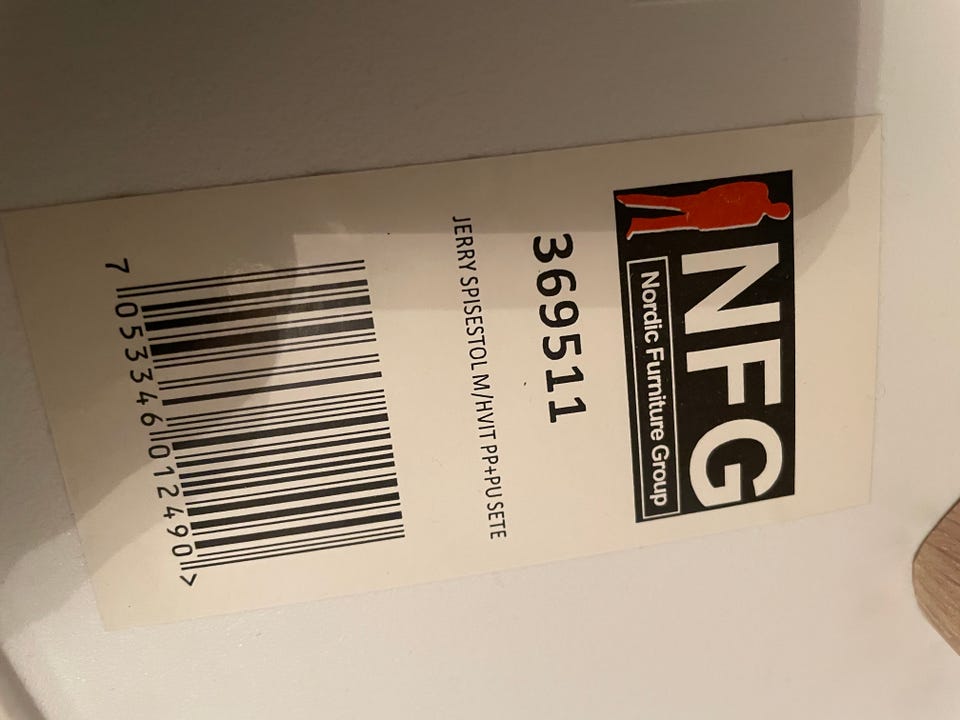 NFG
Nordic Furniture Group
369511
JERRY SPISESTOL M/HVIT PP+PU SETE
7 053346 012490 >